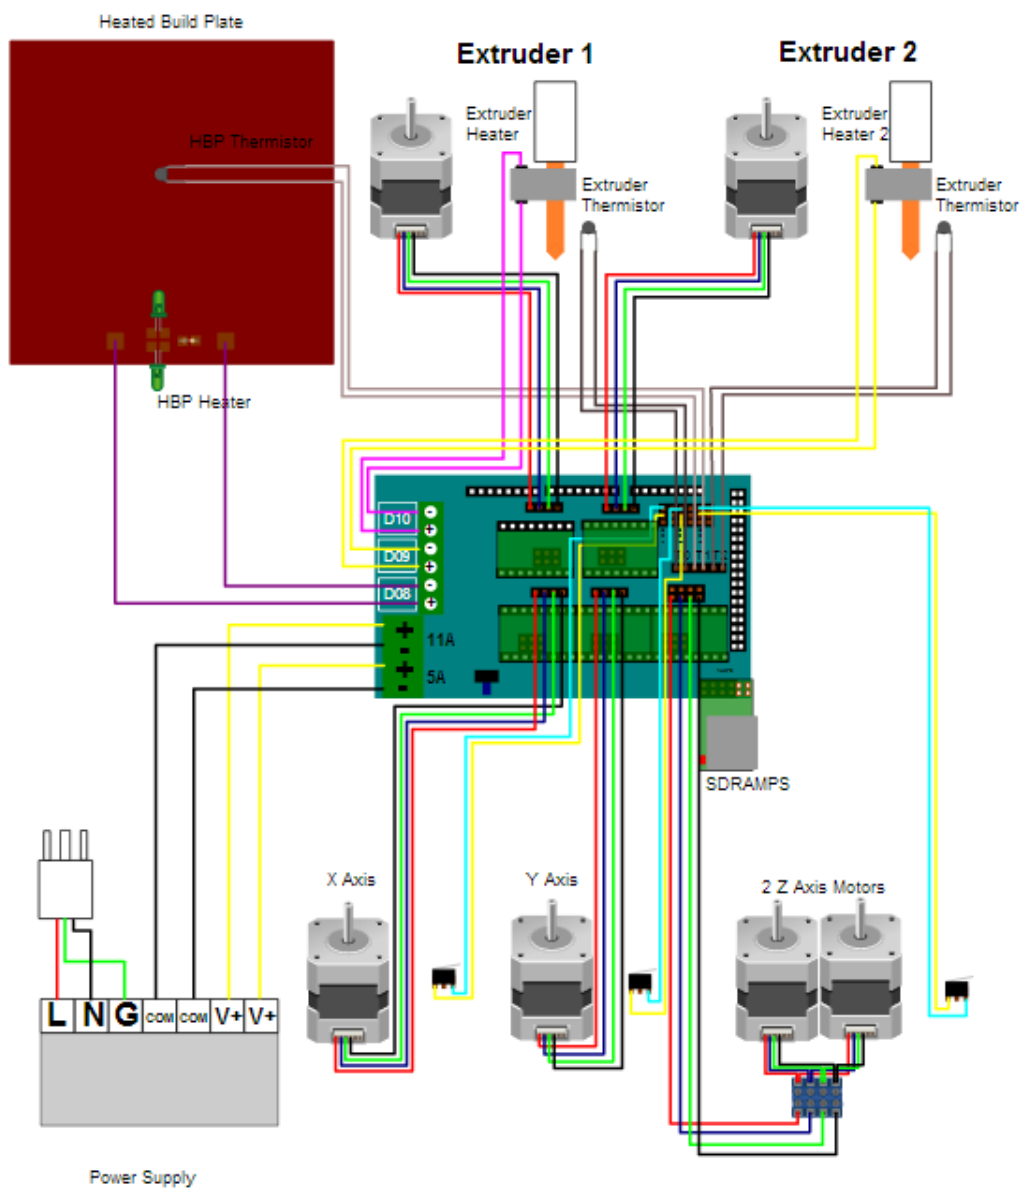 Heated Build Plate
Extruder 1
Extruder 2
Extruder
Heater
Extruder
Heater 2
HBP Thermistor
Extruder
Thermistor
Extruder
Thermistor
HBP Heater
D10
-
+
D09
-
+
D08
-
+
+
11A
-
+
5A
-
SDRAMPS
X Axis
Y Axis
2 Z Axis Motors
L N G COM COM V+ V+
Power Supply